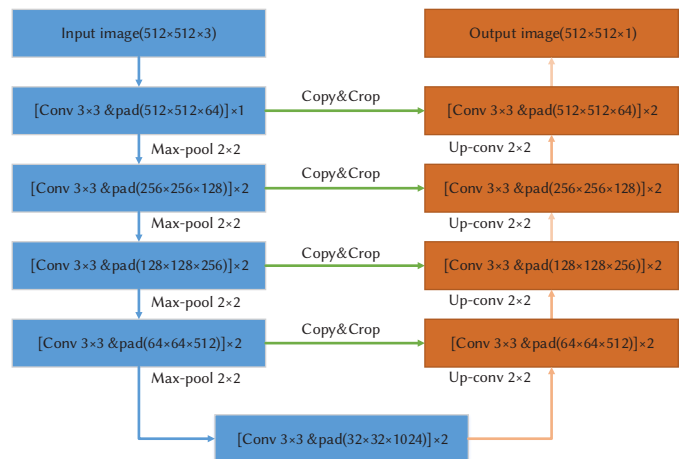 Input image(512×512×3)
Output image(512×512×1)
[Conv 3×3 &pad(512×512×64)]×1
Copy&Crop
[Conv 3×3 &pad(512×512×64)]×2
Max-pool 2×2
Up-conv 2×2
[Conv 3×3 &pad(256×256×128)]×2
Copy&Crop
[Conv 3×3 &pad(256×256×128)]×2
Max-pool 2×2
Up-conv 2×2
[Conv 3×3 &pad(128×128×256)]×2
Copy&Crop
[Conv 3×3 &pad(128×128×256)]×2
Max-pool 2×2
Up-conv 2×2
[Conv 3×3 &pad(64×64×512)]×2
Copy&Crop
[Conv 3×3 &pad(64×64×512)]×2
Max-pool 2×2
Up-conv 2×2
[Conv 3×3 &pad(32×32×1024)]×2